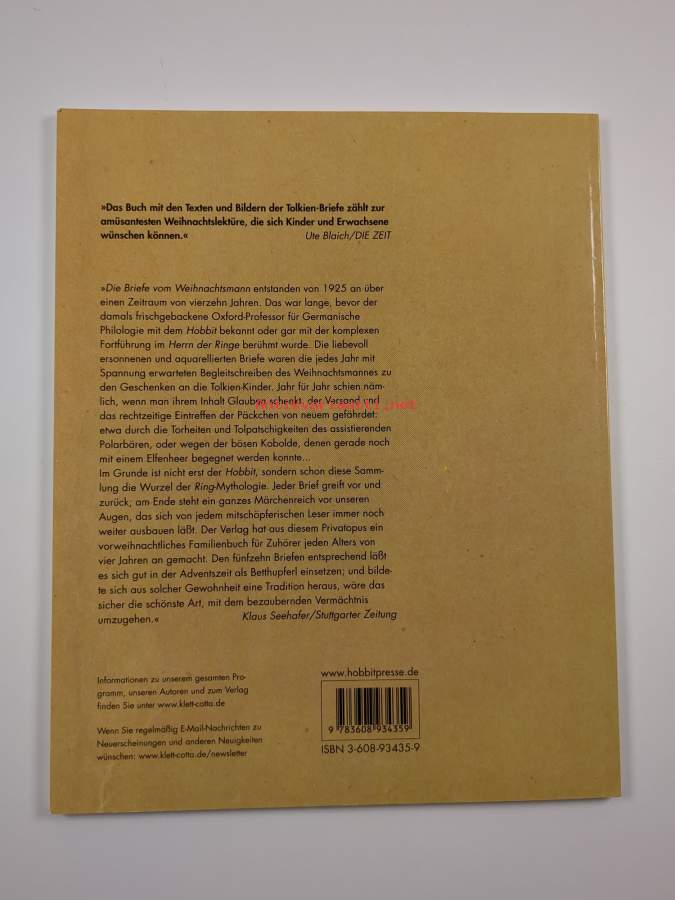 »Das Buch mit den Texten und Bildern der Tolkien-Briefe zählt zur
amüsantesten Weihnachtslektüre, die sich Kinder und Erwachsene
wünschen können.« Ute Blaich/DIE ZEIT
»Die Briefe vom Weihnachtsmann entstanden von 1925 an über
einen Zeitraum von vierzehn Jahren. Das war lange, bevor der
damals frischgebackene Oxford-Professor für Germanische
Philologie mit dem Hobbit bekannt oder gar mit der komplexen
Fortführung im Herrn der Ringe berühmt wurde. Die liebevoll
ersonnenen und aquarellierten Briefe waren die jedes Jahr mit
Spannung erwarteten Begleitschreiben des Weihnachtsmannes zu
den Geschenken an die Tolkien-Kinder. Jahr für Jahr schien näm-
lich, wenn man ihrem Inhalt Glauben schenkt, der Versand und
das rechtzeitige Eintreffen der Päckchen von neuem gefährdet:
etwa durch die Torheiten und Tolpatschigkeiten des assistierenden
Polarbären, oder wegen der bösen Kobolde, denen gerade noch
mit einem Elfenheer begegnet werden konnte...
Im Grunde ist nicht erst der Hobbit, sondern schon diese Samm-
lung die Wurzel der Ring-Mythologie. Jeder Brief greift vor und
zurück, am Ende steht ein ganzes Märchenreich vor unseren
Augen, das sich von jedem mitschöpferischen Leser immer noch
weiter ausbauen läßt. Der Verlag hat aus diesem Privatopus ein
vorweihnachtliches Familienbuch für Zuhörer jeden Alters von
vier Jahren an gemacht. Den fünfzehn Briefen entsprechend läßt
es sich gut in der Adventszeit als Betthupferl einsetzen; und bilde-
te sich aus solcher Gewohnheit eine Tradition heraus, wäre das
sicher die schönste Art, mit dem bezaubernden Vermächtnis
umzugehen.« Klaus Seehafer/Stuttgarter Zeitung
Informationen zu unserem gesamten Pro-
gramm, unseren Autoren und zum Verlag
finden Sie unter www.klett-cotta.de
Wenn Sie regelmäßig E-Mail-Nachrichten zu
Neuerscheinungen und anderen Neuigkeiten
wünschen: www.klett-cotta.de/newsletter
www.hobbitpresse.de
9 783608 934359
ISBN 3-608-93435-9